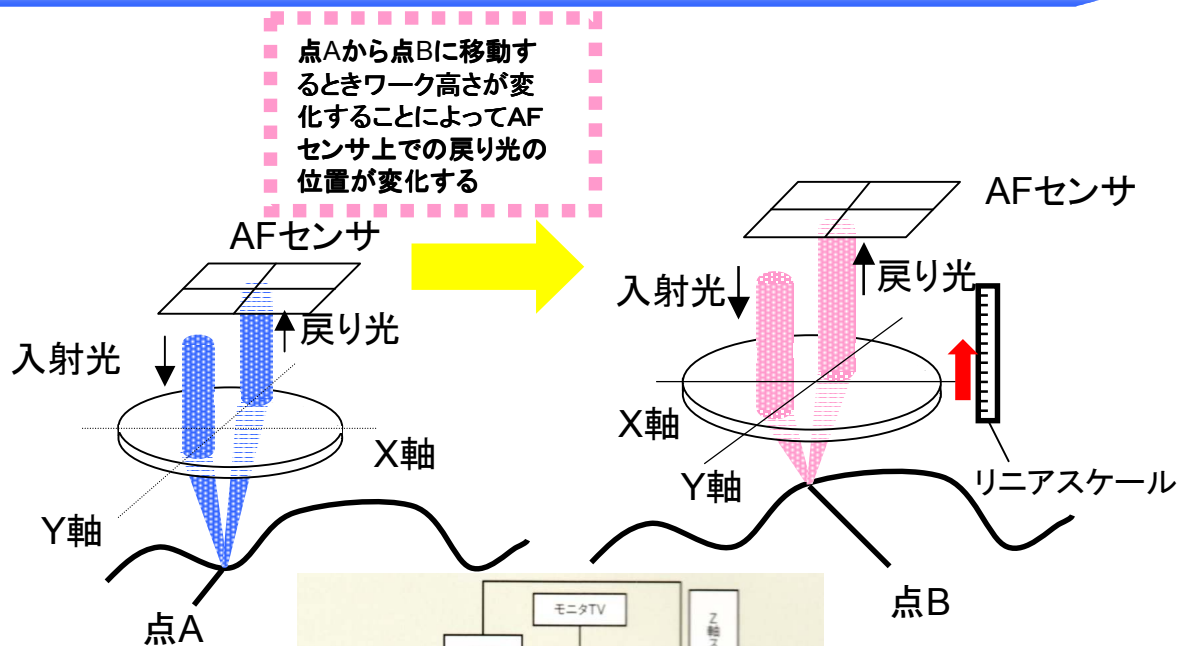 点Aから点Bに移動す
るときワーク高さが変
化することによってAF
センサ上での戻り光の
位置が変化する
AFセンサ
入射光
戻り光
X軸
Y軸
点A
AFセンサ
入射光
戻り光
X軸
Y軸
リニアスケール
点B
モニタTV
Z軸ス